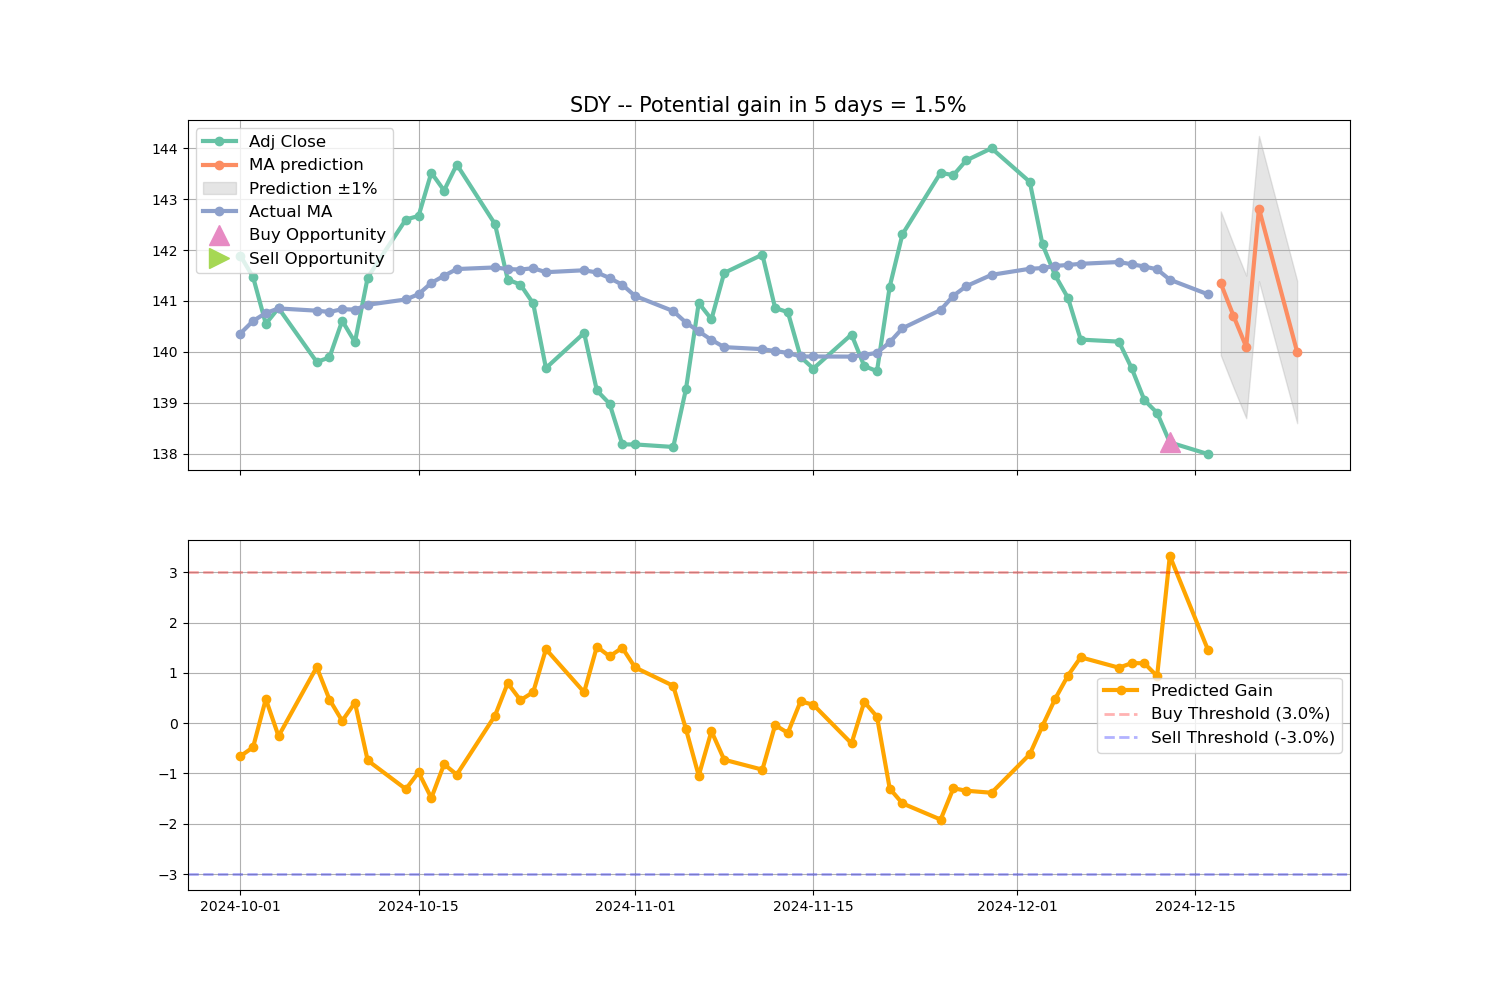 SDY -- Potential gain in 5 days = 1.5%
144
143
142
141
140
139
138
Adj Close
MA prediction
Prediction ±1%
Actual MA
Buy Opportunity
Sell Opportunity
3
2
1
0
−1
−2
−3
Predicted Gain
Buy Threshold (3.0%)
Sell Threshold (-3.0%)
2024-10-01 2024-10-15 2024-11-01 2024-11-15 2024-12-01 2024-12-15